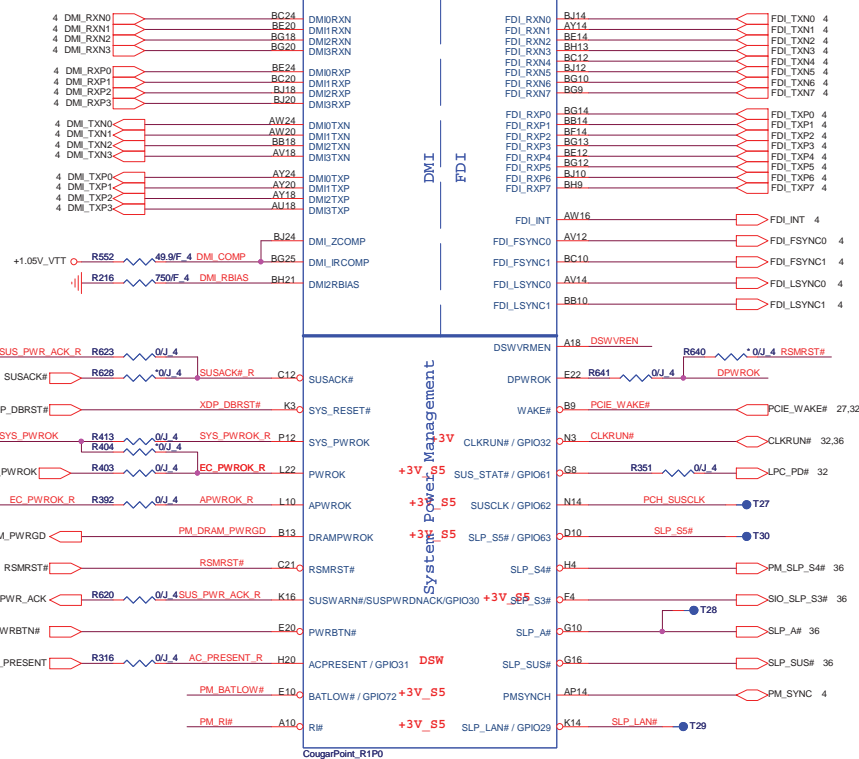 4 DMI_RXN0 BC24 DMI0RXN FDI_RXN0 BJ14 FDI_TXN0 4
4 DMI_RXN1 BE20 DMI1RXN FDI_RXN1 AY14 FDI_TXN1 4
4 DMI_RXN2 BG18 DMI2RXN FDI_RXN2 BE14 FDI_TXN2 4
4 DMI_RXN3 BG20 DMI3RXN FDI_RXN3 BH13 FDI_TXN3 4
FDI_RXN4 BC12 FDI_TXN4 4
4 DMI_RXP0 BE24 DMI0RXP FDI_RXN5 BJ12 FDI_TXN5 4
4 DMI_RXP1 BC20 DMI1RXP FDI_RXN6 BG10 FDI_TXN6 4
4 DMI_RXP2 BJ18 DMI2RXP FDI_RXN7 BG9 FDI_TXN7 4
4 DMI_RXP3 BJ20 DMI3RXP
FDI_RXP0 BG14 FDI_TXP0 4
4 DMI_TXN0 AW24 DMI0TXN FDI_RXP1 BB14 FDI_TXP1 4
4 DMI_TXN1 AW20 DMI1TXN FDI_RXP2 BF14 FDI_TXP2 4
4 DMI_TXN2 BB18 DMI2TXN FDI_RXP3 BG13 FDI_TXP3 4
4 DMI_TXN3 AV18 DMI3TXN FDI_RXP4 BE12 FDI_TXP4 4
FDI_RXP5 BG12 FDI_TXP5 4
4 DMI_TXP0 AY24 DMI0TXP FDI_RXP6 BJ10 FDI_TXP6 4
4 DMI_TXP1 AY20 DMI1TXP FDI_RXP7 BH9 FDI_TXP7 4
4 DMI_TXP2 AY18 DMI2TXP
4 DMI_TXP3 AU18 DMI3TXP
DMI
FDI
FDI_INT AW16 FDI_INT 4
BJ24 DMI_ZCOMP FDI_FSYNC0 AV12 FDI_FSYNC0 4
+1.05V_VTT R552 49.9/F_4 DMI_COMP BG25 DMI_IRCOMP FDI_FSYNC1 BC10 FDI_FSYNC1 4
R216 750/F_4 DMI_RBIAS BH21 DMI2RBIAS FDI_LSYNC0 AV14 FDI_LSYNC0 4
FDI_LSYNC1 BB10 FDI_LSYNC1 4
System Power Management
DSWVRMEN A18 DSWVREN
SUS_PWR_ACK_R R623 0/J_4 R640 * 0/J_4 RSMRST#
SUSACK# R628 *0/J_4 SUSACK#_R C12 SUSACK# DPWROK E22 R641 0/J_4 DPWROK
P_DBRST# XDP_DBRST# K3 SYS_RESET# WAKE# B9 PCIE_WAKE# PCIE_WAKE# 27,32
SYS_PWROK R413 0/J_4 SYS_PWROK_R P12 SYS_PWROK +3V CLKRUN# / GPIO32 N3 CLKRUN# CLKRUN# 32,36
R404 *0/J_4
PWROK R403 0/J_4 EC_PWROK_R L22 PWROK +3V_S5 SUS_STAT# / GPIO61 G8 R351 0/J_4 LPC_PD# 32
EC_PWROK_R R392 0/J_4 APWROK_R L10 APWROK +3V_S5 SUSCLK / GPIO62 N14 PCH_SUSCLK T27
M_PWRGD PM_DRAM_PWRGD B13 DRAMPWROK +3V_S5 SLP_S5# / GPIO63 D10 SLP_S5# T30
RSMRST# RSMRST# C21 RSMRST# SLP_S4# H4 PM_SLP_S4# 36
PWR_ACK R620 0/J_4 SUS_PWR_ACK_R K16 SUSWARN#/SUSPWRDNACK/GPIO30 +3V_S5 SLP_S3# F4 SIO_SLP_S3# 36
T28
WRBTN# E20 PWRBTN# SLP_A# G10 SLP_A# 36
_PRESENT R316 0/J_4 AC_PRESENT_R H20 ACPRESENT / GPIO31 DSW SLP_SUS# G16 SLP_SUS# 36
PM_BATLOW# E10 BATLOW# / GPIO72 +3V_S5 PMSYNCH AP14 PM_SYNC 4
PM_RI# A10 RI# +3V_S5 SLP_LAN# / GPIO29 K14 SLP_LAN# T29
CougarPoint_R1P0